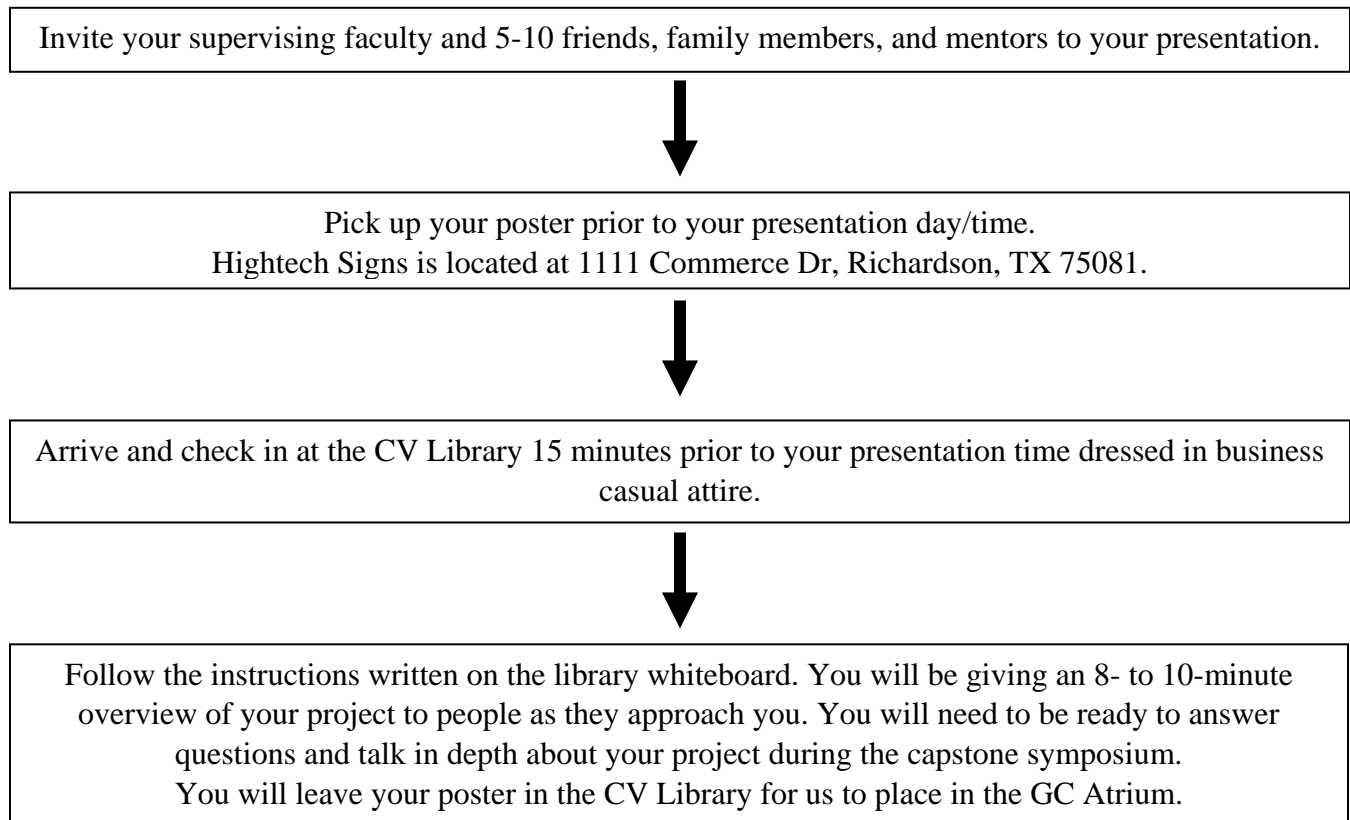 Invite your supervising faculty and 5-10 friends, family members, and mentors to your presentation.
Pick up your poster prior to your presentation day/time.
Hightech Signs is located at 1111 Commerce Dr, Richardson, TX 75081.
Arrive and check in at the CV Library 15 minutes prior to your presentation time dressed in business
casual attire.
Follow the instructions written on the library whiteboard. You will be giving an 8- to 10-minute
overview of your project to people as they approach you. You will need to be ready to answer
questions and talk in depth about your project during the capstone symposium.
You will leave your poster in the CV Library for us to place in the GC Atrium.